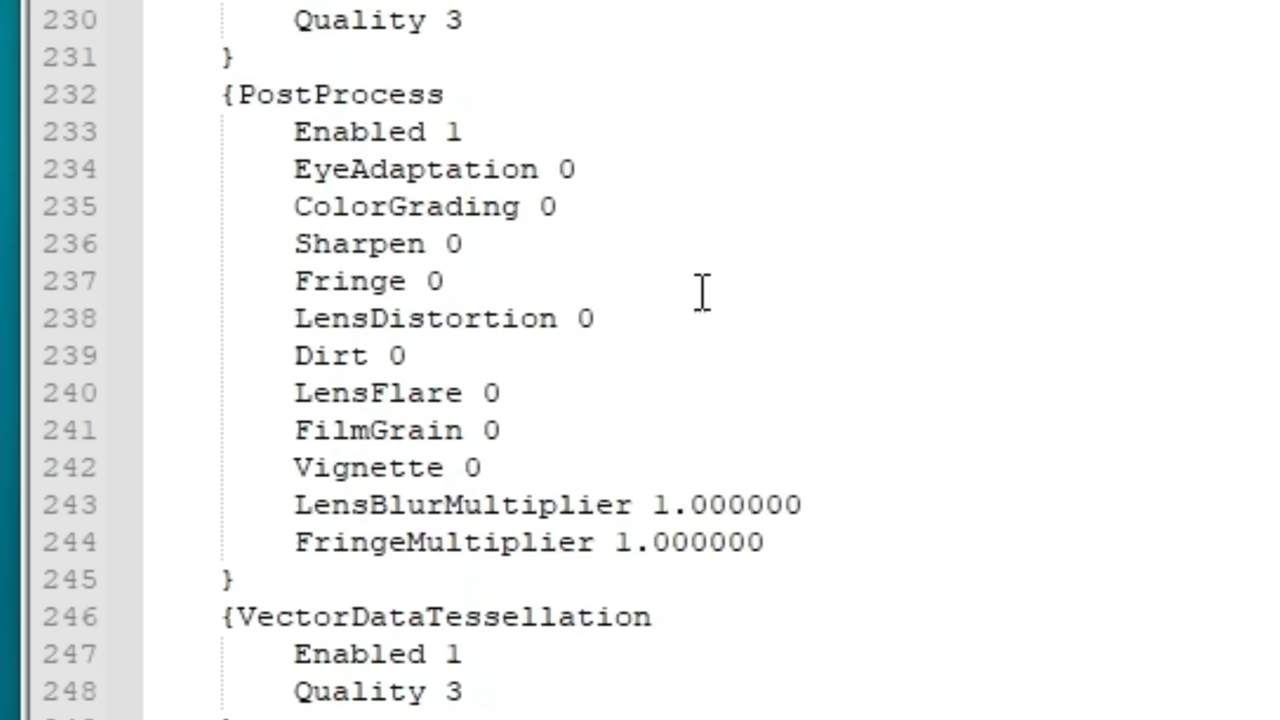 230 Quality 3
231 }
232 {PostProcess
233 Enabled 1
234 EyeAdaptation 0
235 ColorGrading 0
236 Sharpen 0
237 Fringe 0
238 LensDistortion 0
239 Dirt 0
240 LensFlare 0
241 FilmGrain 0
242 Vignette 0
243 LensBlurMultiplier 1.000000
244 FringeMultiplier 1.000000
245 }
246 {VectorDataTessellation
247 Enabled 1
248 Quality 3